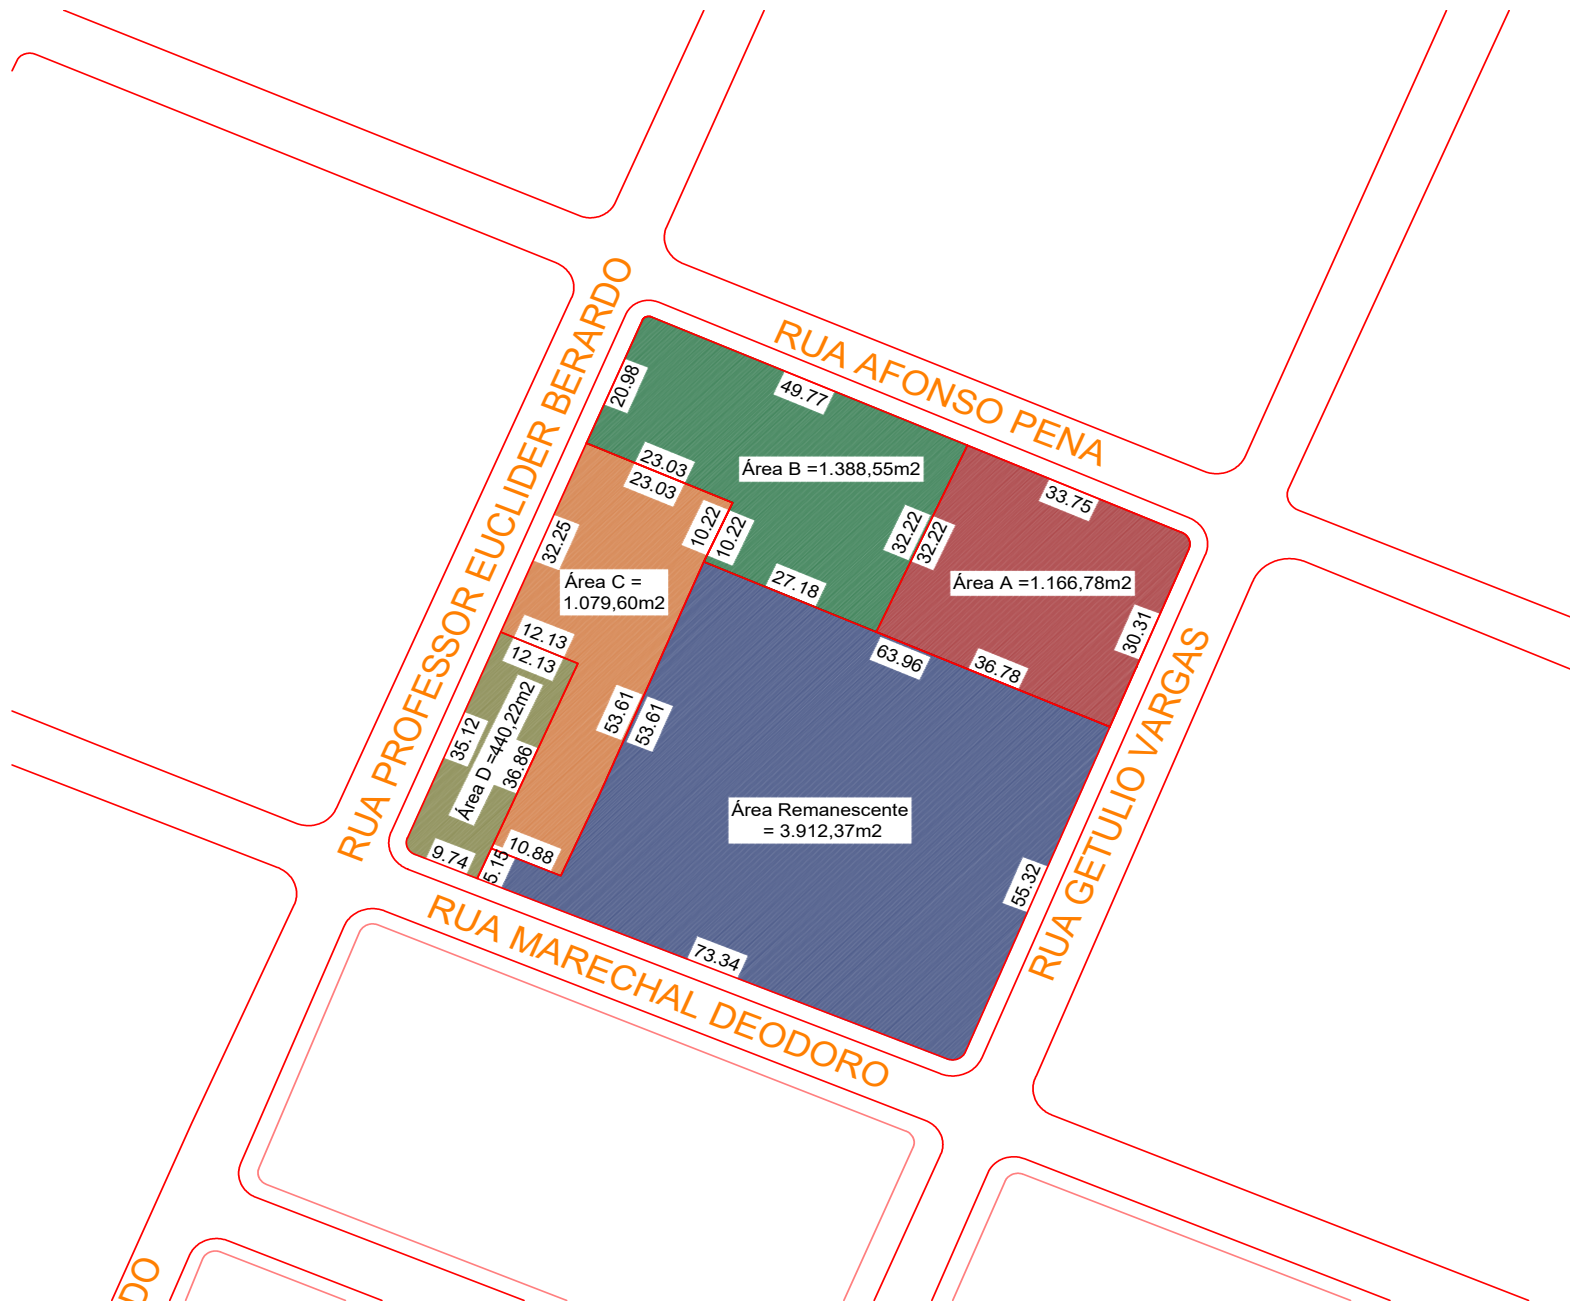 RUA PROFESSOR EUCLIDER BERARDO
RUA AFONSO PENA
20.98
49.77
23.03
23.03
Área B =1.388,55m2
33.75
10.22
10.22
32.22
32.22
32.25
27.18
Área C =
1.079,60m2
Área A =1.166,78m2
30.31
12.13
12.13
63.96
36.78
RUA GETULIO VARGAS
53.61
53.61
35.12
Área D =440,22m2
36.86
Área Remanescente
= 3.912,37m2
9.74
5.15
10.88
55.32
RUA MARECHAL DEODORO
73.34
DO